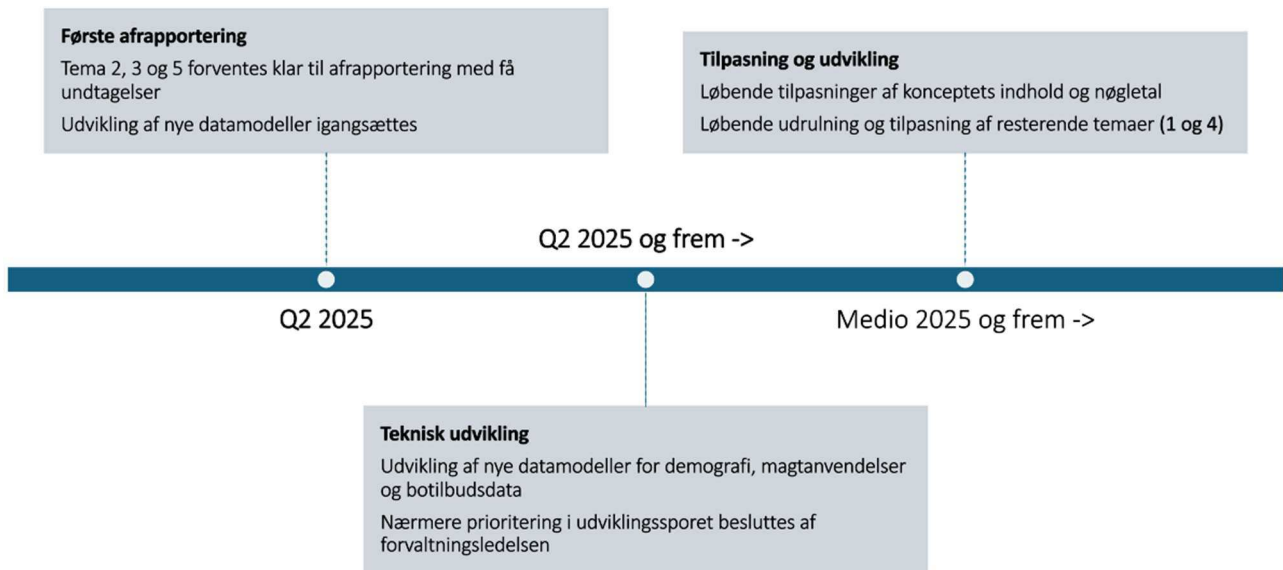 Første afrapportering
Tema 2, 3 og 5 forventes klar til afrapportering med få
undtagelser
Udvikling af nye datamodeller igangsættes
Tilpasning og udvikling
Løbende tilpasninger af konceptets indhold og nøgletal
Løbende udrulning og tilpasning af resterende temaer (1 og 4)
Q2 2025 og frem ->
Q2 2025
Medio 2025 og frem ->
Teknisk udvikling
Udvikling af nye datamodeller for demografi, magtanvendelser
og botilbudsdata
Nærmere prioritering i udviklingssporet besluttes af
forvaltningsledelsen